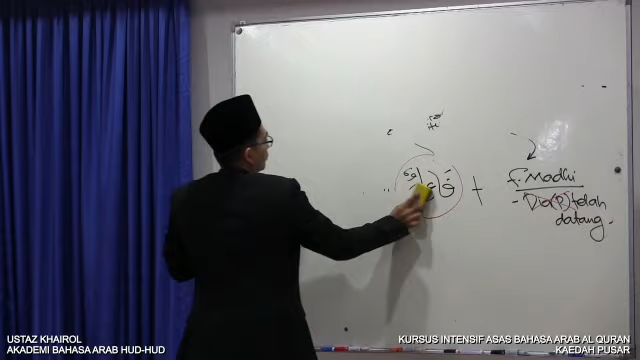 +
f. Madhi
- Dia(P) telah
datang.
USTAZ KHAIROL
AKADEMI BAHASA ARAB HUD-HUD
KURSUS INTENSIF ASAS BAHASA ARAB AL QURAN
KAEDAH PUSAR